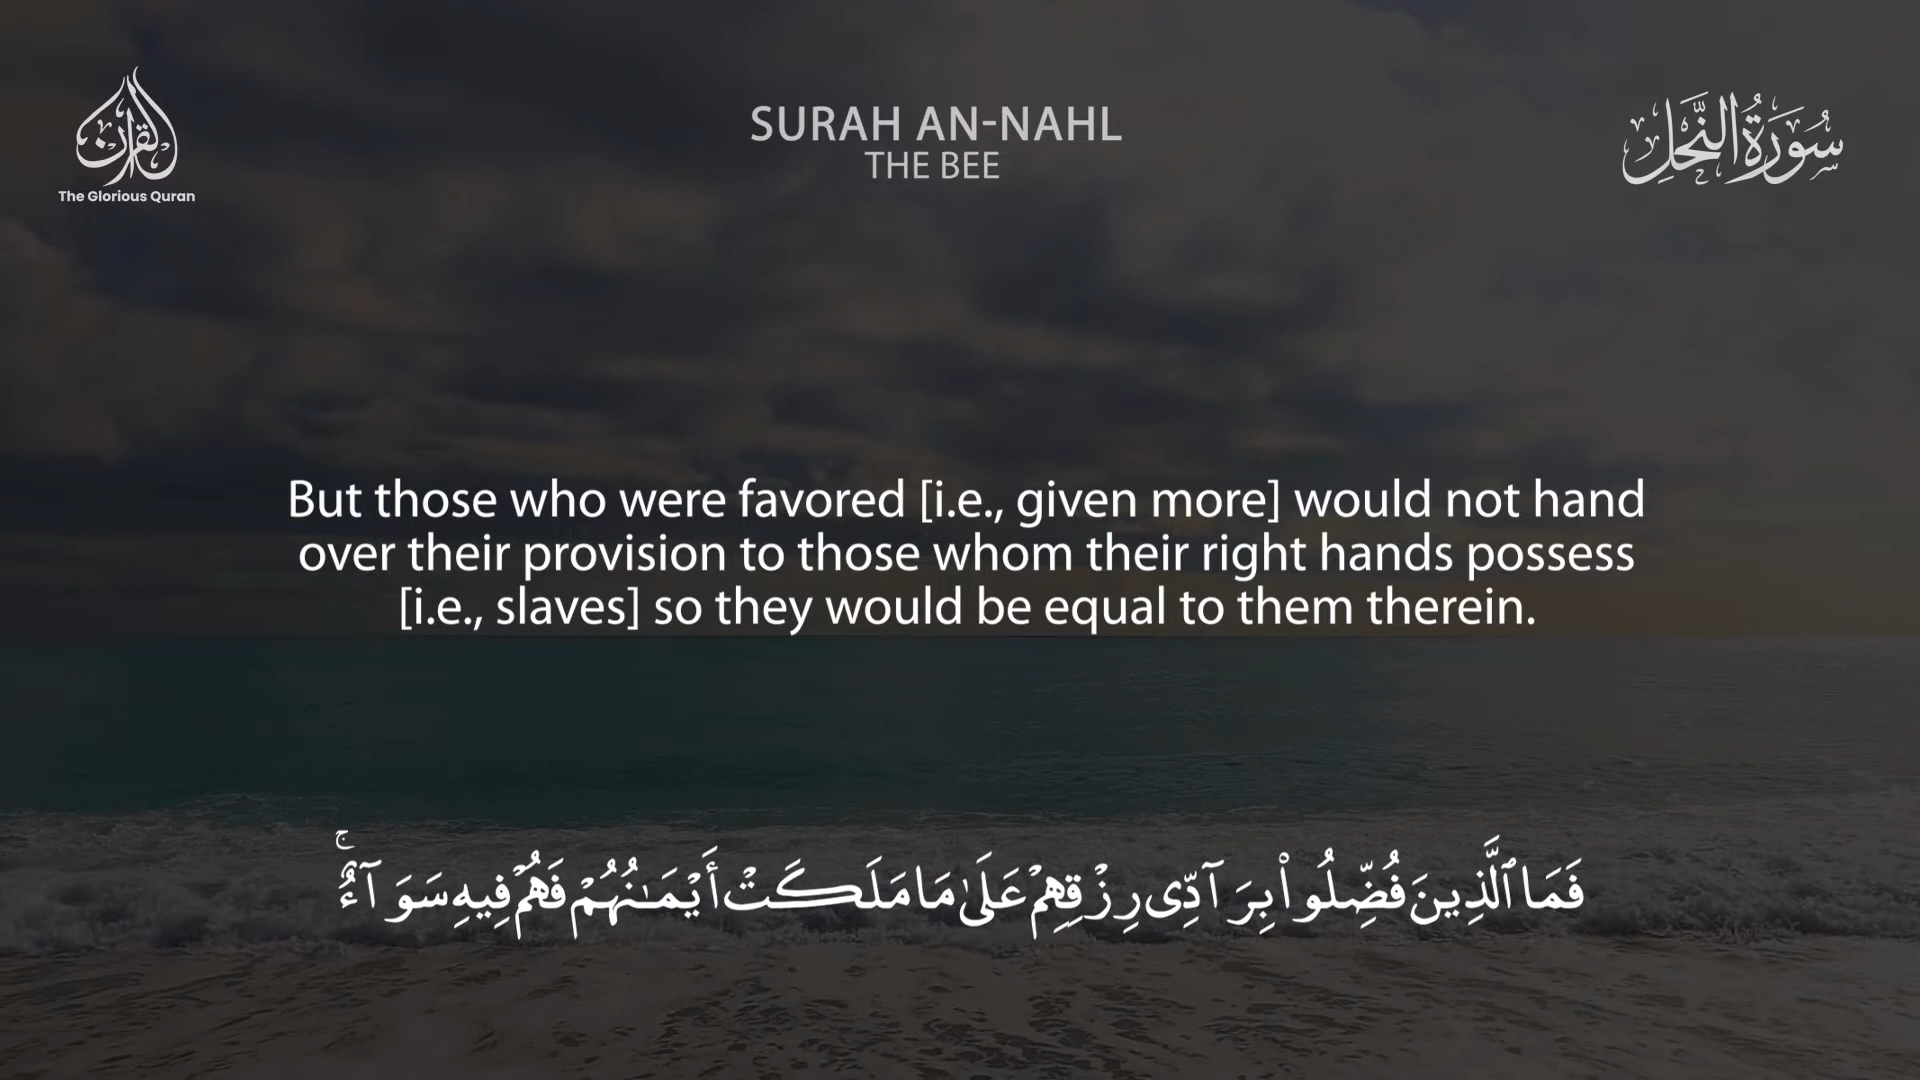 القرآن
The Glorious Quran
SURAH AN-NAHL
THE BEE
سُورَةُ النَّحْلِ
But those who were favored [i.e., given more] would not hand
over their provision to those whom their right hands possess
[i.e., slaves] so they would be equal to them therein.
فَمَا ٱلَّذِينَ فُضِّلُوا۟ بِرَآدِّى رِزْقِهِمْ عَلَىٰ مَا مَلَكَتْ أَيْمَـٰنُهُمْ فَهُمْ فِيهِ سَوَآءٌ ۚ